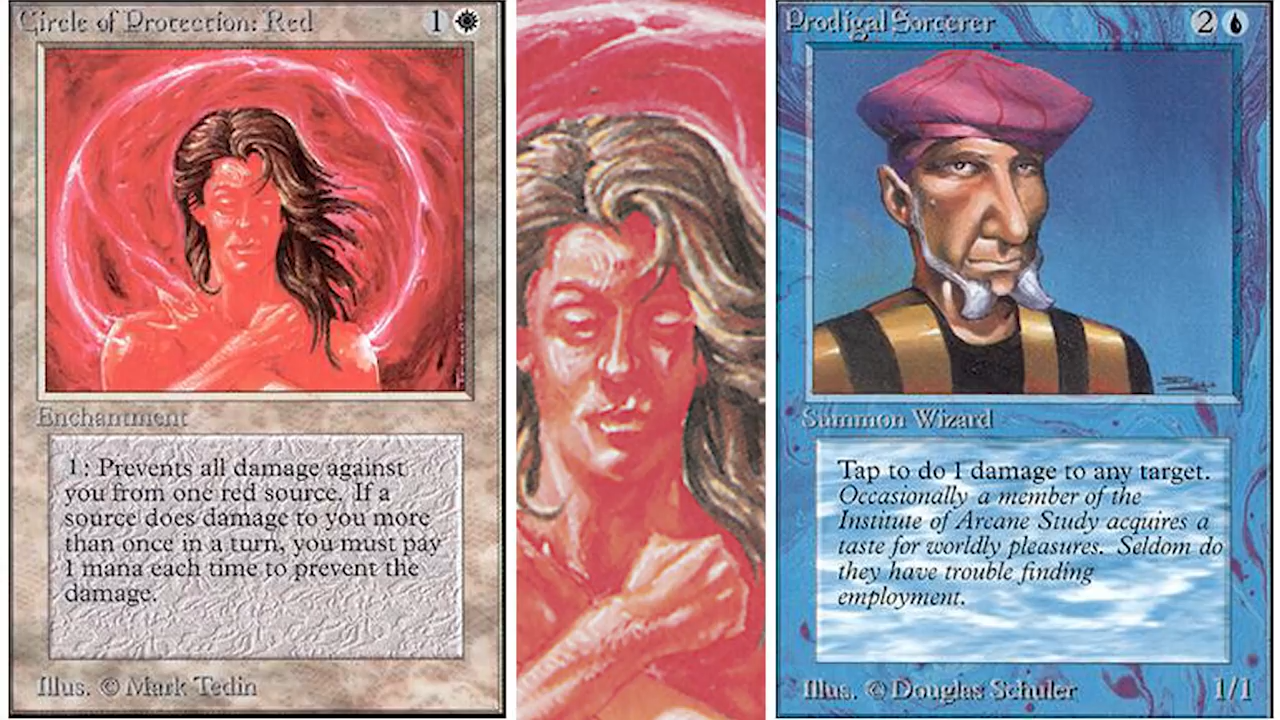 Circle of Protection: Red 1
Enchantment
1: Prevents all damage against
you from one red source. If a
source does damage to you more
than once in a turn, you must pay
1 mana each time to prevent the
damage.
Illus. © Mark Tedin
Prodigal Sorcerer 2
Summon Wizard
Tap to do 1 damage to any target.
Occasionally a member of the
Institute of Arcane Study acquires a
taste for worldly pleasures. Seldom do
they have trouble finding
employment.
Illus. © Douglas Schuler 1/1